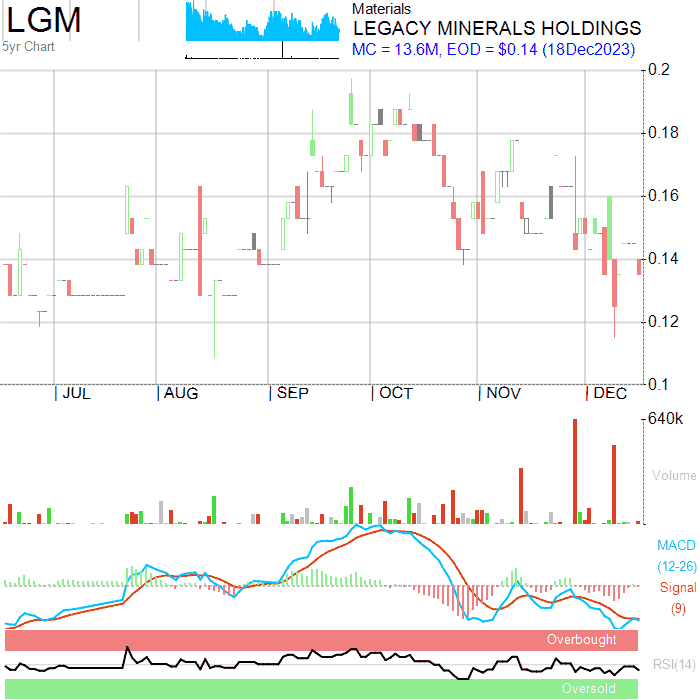 LGM
5yr Chart
Materials
LEGACY MINERALS HOLDINGS
MC = 13.6M, EOD = $0.14 (18Dec2023)
0.2
0.18
0.16
0.14
0.12
0.1
JUL AUG SEP OCT NOV DEC
640k
Volume
MACD
(12-26)
Signal
(9)
Overbought
RSI(14)
Oversold